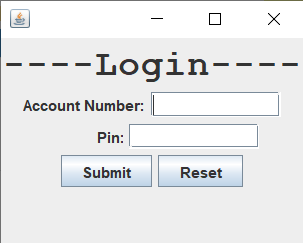 ----Login----
Account Number:
Pin:
Submit Reset